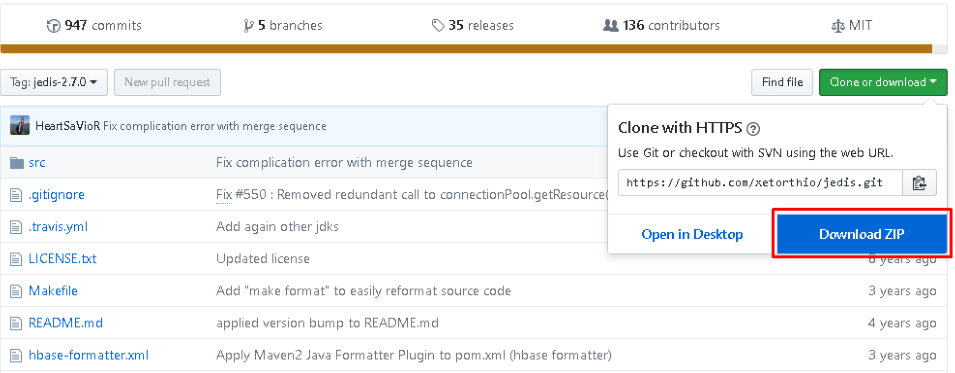 947 commits 5 branches 35 releases 136 contributors MIT
Tag: jedis-2.7.0 New pull request Find file Clone or download
HeartSaVioR Fix complication error with merge sequence
Clone with HTTPS
Use Git or checkout with SVN using the web URL.
https://github.com/xetorthio/jedis.git
Open in Desktop Download ZIP
src Fix complication error with merge sequence
.gitignore Fix #550 : Removed redundant call to connectionPool.getResource(
.travis.yml Add again other jdks
LICENSE.txt Updated license years ago
Makefile Add "make format" to easily reformat source code 3 years ago
README.md applied version bump to README.md 4 years ago
hbase-formatter.xml Apply Maven2 Java Formatter Plugin to pom.xml (hbase formatter) 3 years ago